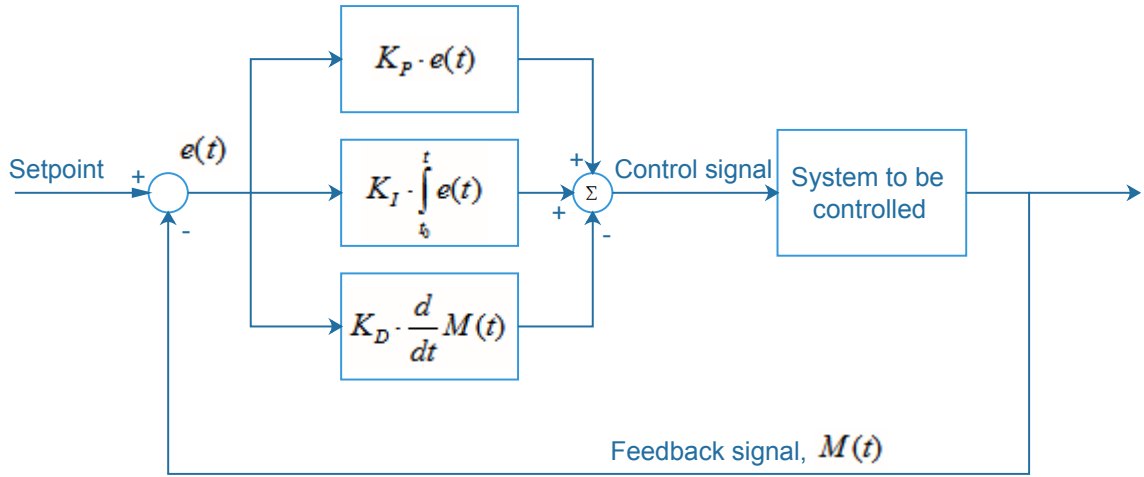 K_P · e(t)
e(t)
Setpoint
+
-
K_I · ∫_{t_0}^{t} e(t)
+
+
-
Σ
Control signal
System to be
controlled
K_D · d/dt M(t)
Feedback signal, M(t)